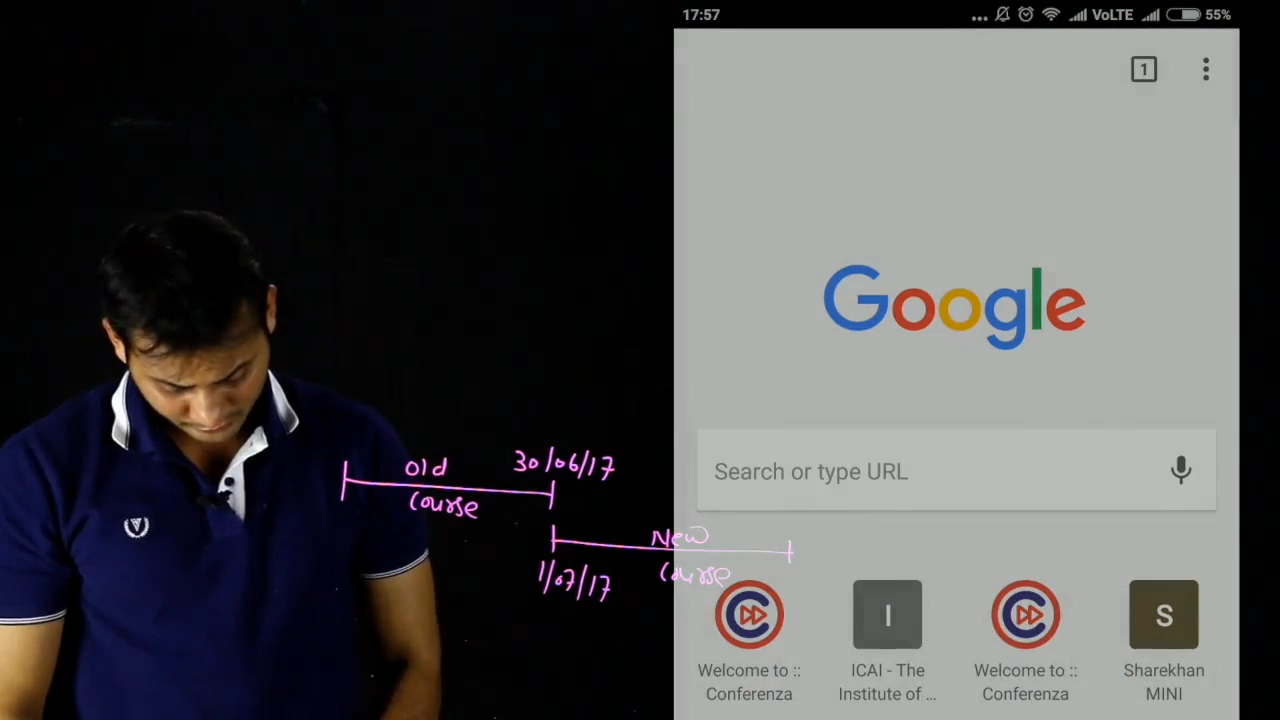 17:57
... VoLTE 55%
1
Google
Search or type URL
old
course
30/06/17
New
course
1/07/17
I
S
Welcome to ::
Conferenza
ICAI - The
Institute of ...
Welcome to ::
Conferenza
Sharekhan
MINI